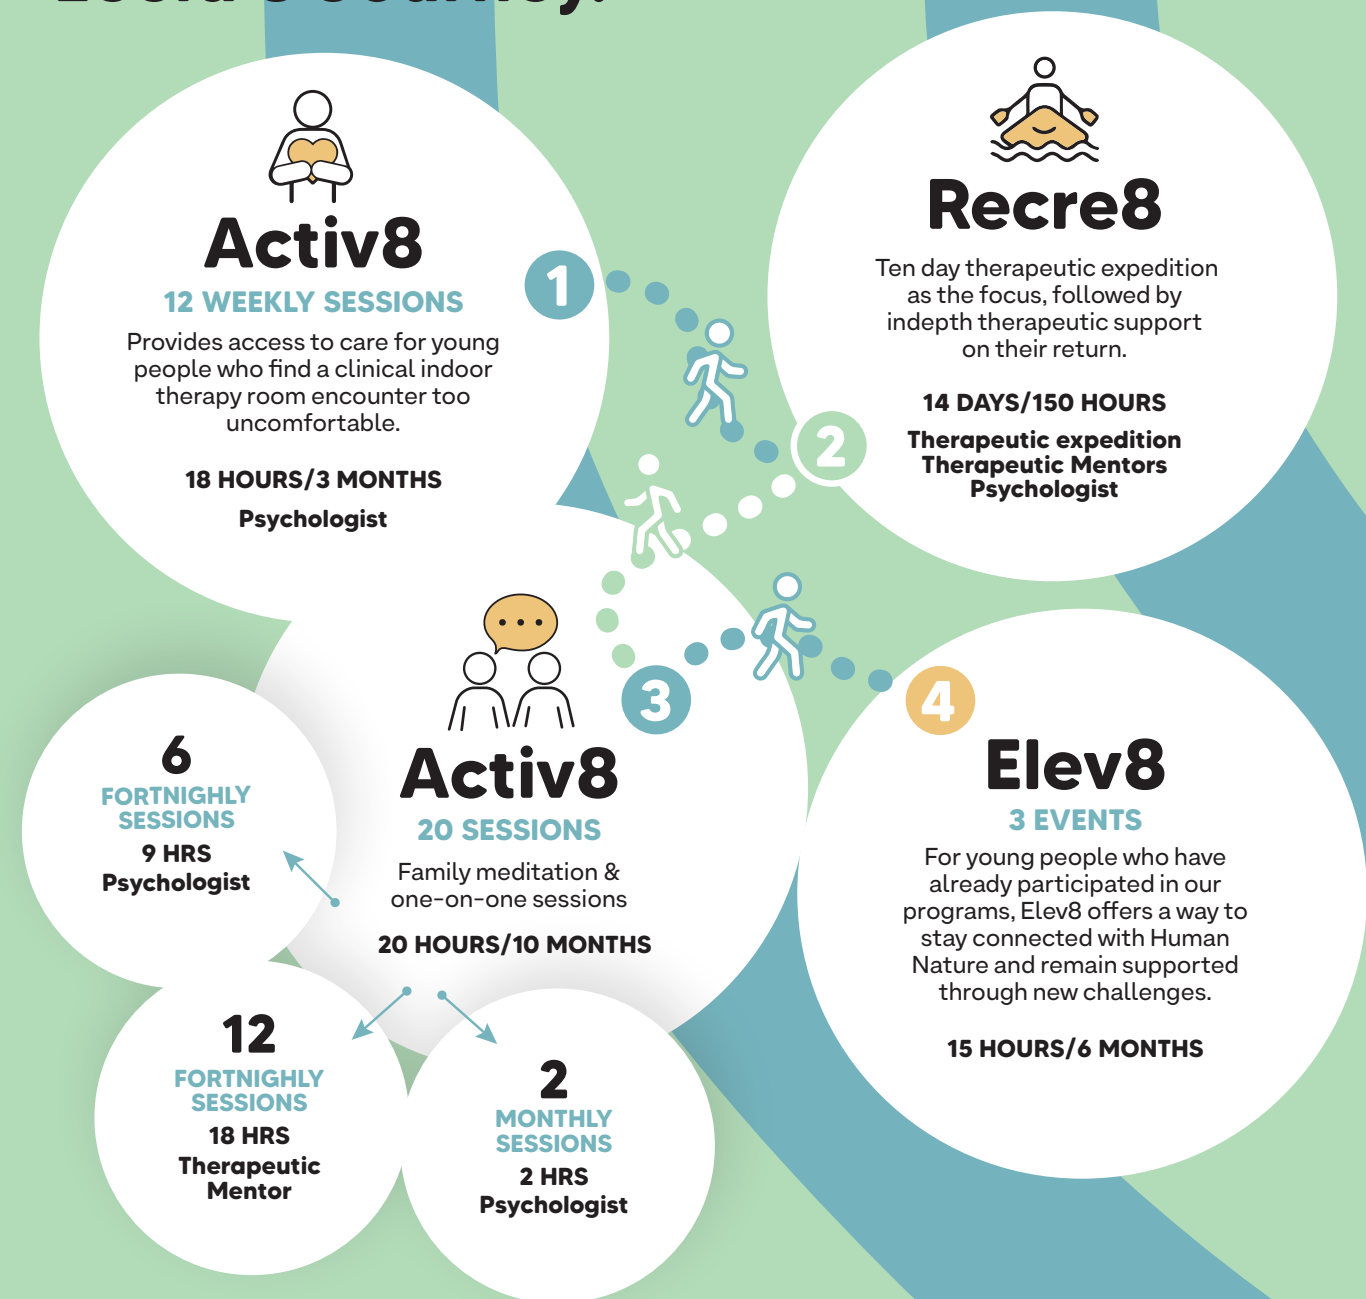 Activ8
12 WEEKLY SESSIONS
Provides access to care for young
people who find a clinical indoor
therapy room encounter too
uncomfortable.
18 HOURS/3 MONTHS
Psychologist
1
Recre8
Ten day therapeutic expedition
as the focus, followed by
indepth therapeutic support
on their return.
14 DAYS/150 HOURS
Therapeutic expedition
Therapeutic Mentors
Psychologist
2
3
Activ8
20 SESSIONS
Family meditation &
one-on-one sessions
20 HOURS/10 MONTHS
6
FORTNIGHLY
SESSIONS
9 HRS
Psychologist
12
FORTNIGHLY
SESSIONS
18 HRS
Therapeutic
Mentor
2
MONTHLY
SESSIONS
2 HRS
Psychologist
4
Elev8
3 EVENTS
For young people who have
already participated in our
programs, Elev8 offers a way to
stay connected with Human
Nature and remain supported
through new challenges.
15 HOURS/6 MONTHS